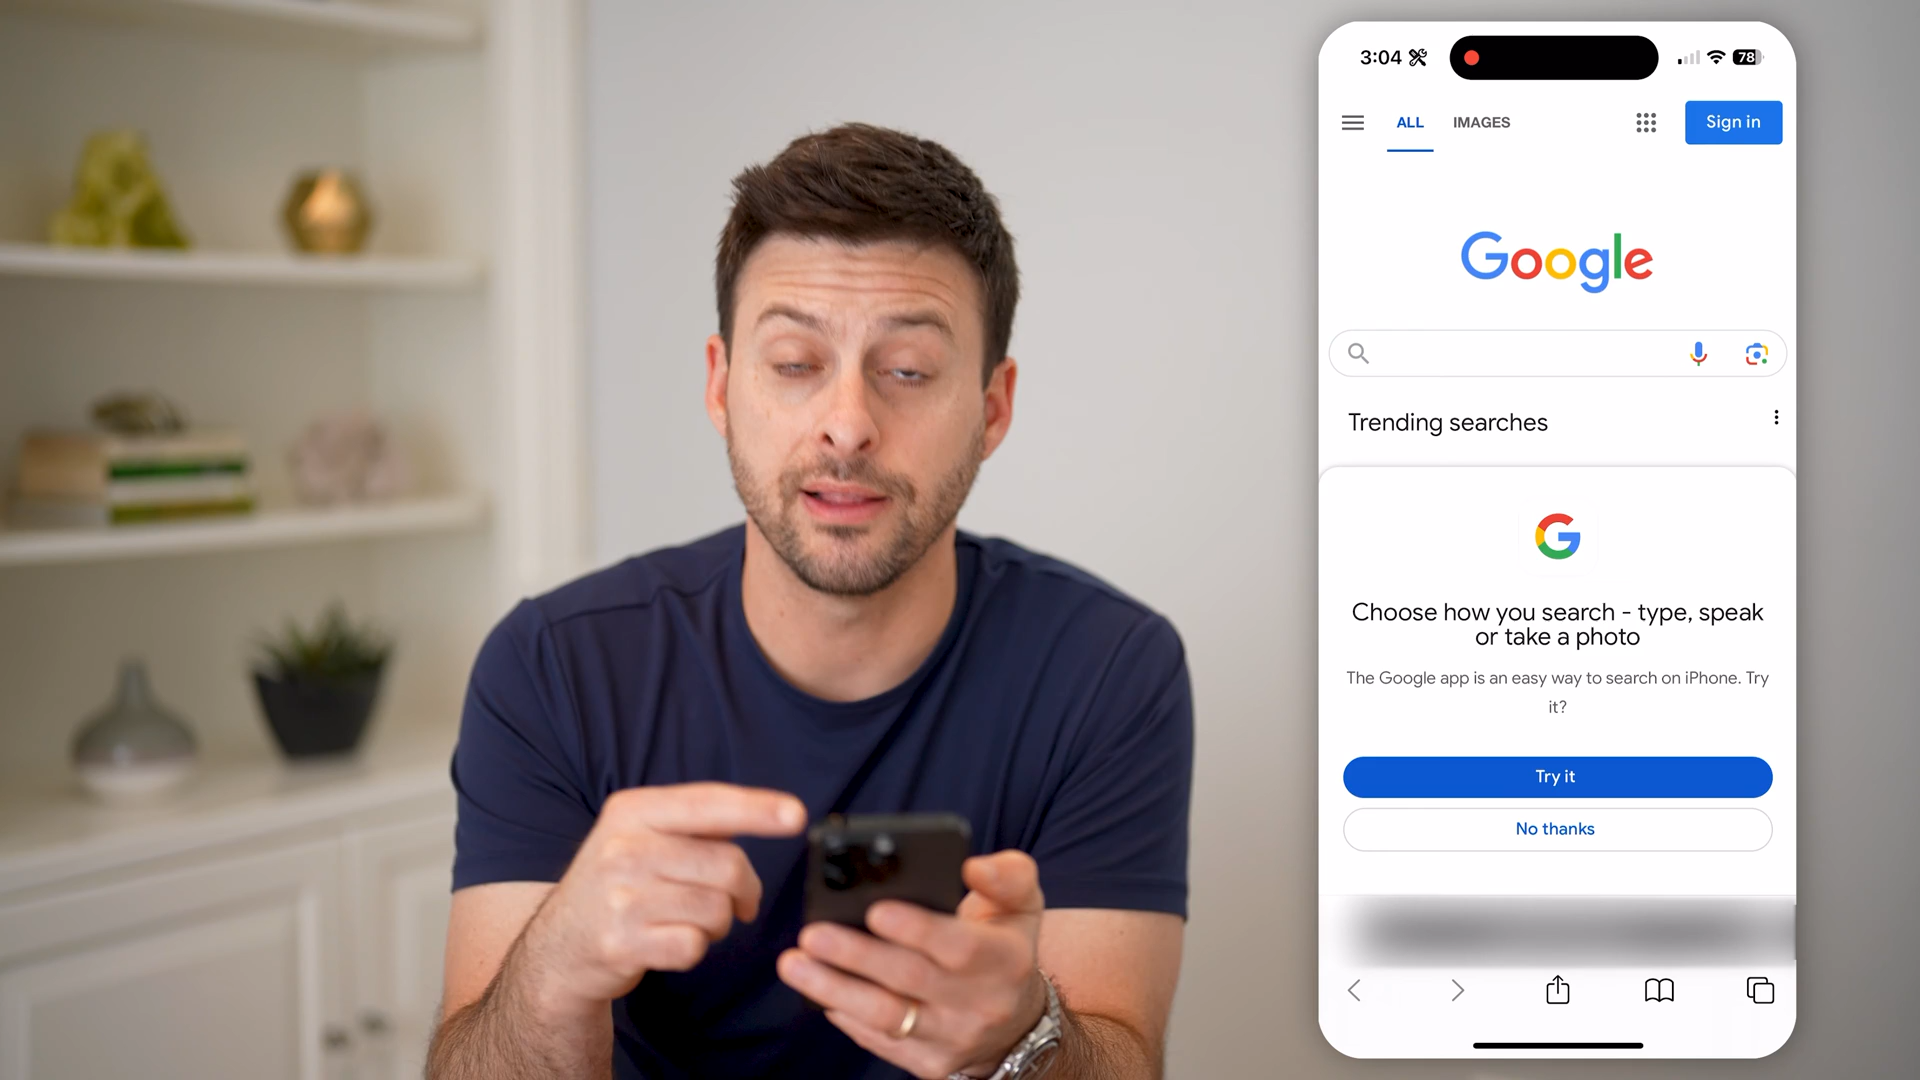 3:04
78
ALL IMAGES Sign in
Google
Trending searches
Choose how you search - type, speak
or take a photo
The Google app is an easy way to search on iPhone. Try
it?
Try it
No thanks